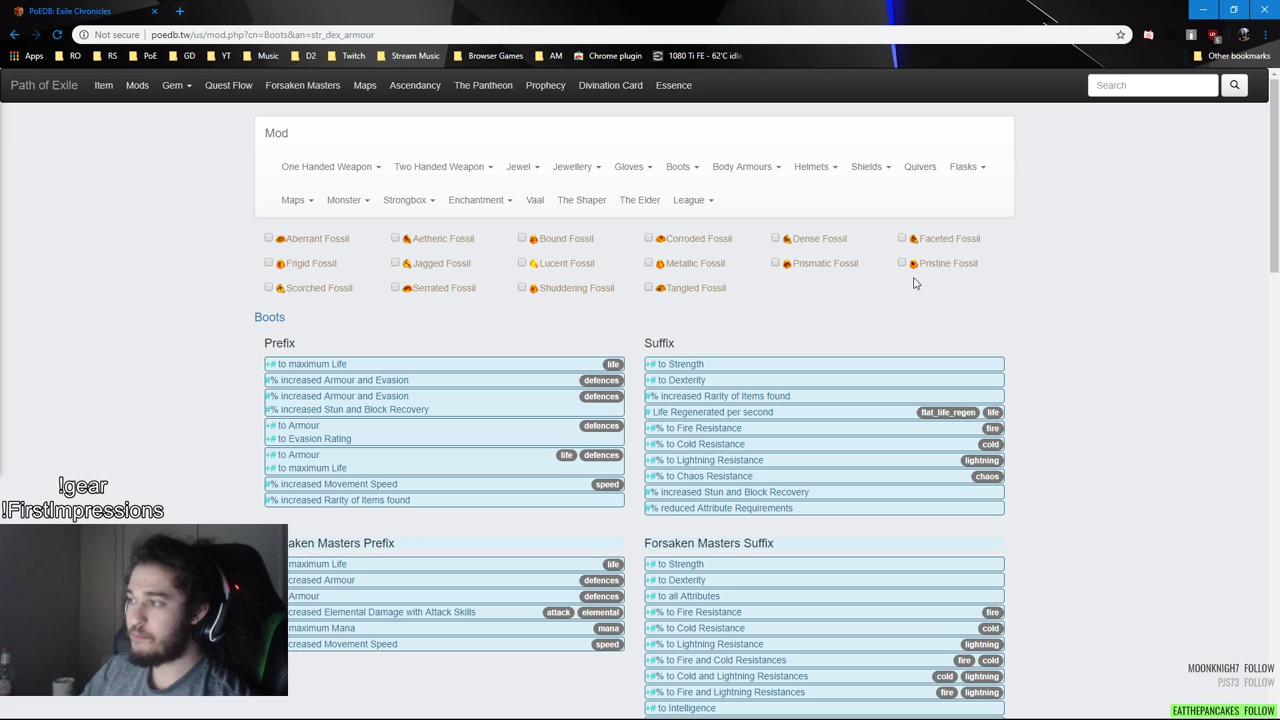 PoEDB: Exile Chronicles
Not secure | poedb.tw/us/mod.php?cn=Boots&an=str_dex_armour
Apps RO RS PoE GD YT Music D2 Twitch Stream Music Browser Games AM Chrome plugin 1080 Ti FE - 62°C idle, Other bookmarks
Path of Exile Item Mods Gem Quest Flow Forsaken Masters Maps Ascendancy The Pantheon Prophecy Divination Card Essence Search
Mod
One Handed Weapon Two Handed Weapon Jewel Jewellery Gloves Boots Body Armours Helmets Shields Quivers Flasks
Maps Monster Strongbox Enchantment Vaal The Shaper The Elder League
Aberrant Fossil Aetheric Fossil Bound Fossil Corroded Fossil Dense Fossil Faceted Fossil
Frigid Fossil Jagged Fossil Lucent Fossil Metallic Fossil Prismatic Fossil Pristine Fossil
Scorched Fossil Serrated Fossil Shuddering Fossil Tangled Fossil
Boots
Prefix
+# to maximum Life life
#% increased Armour and Evasion defences
#% increased Armour and Evasion defences
#% increased Stun and Block Recovery
+# to Armour defences
+# to Evasion Rating
+# to Armour life defences
+# to maximum Life
#% increased Movement Speed speed
#% increased Rarity of Items found
Suffix
+# to Strength
+# to Dexterity
#% increased Rarity of Items found
# Life Regenerated per second flat_life_regen life
+#% to Fire Resistance fire
+#% to Cold Resistance cold
+#% to Lightning Resistance lightning
+#% to Chaos Resistance chaos
#% increased Stun and Block Recovery
#% reduced Attribute Requirements
aken Masters Prefix
maximum Life life
creased Armour defences
Armour defences
creased Elemental Damage with Attack Skills attack elemental
maximum Mana mana
creased Movement Speed speed
Forsaken Masters Suffix
+# to Strength
+# to Dexterity
+# to all Attributes
+#% to Fire Resistance fire
+#% to Cold Resistance cold
+#% to Lightning Resistance lightning
+#% to Fire and Cold Resistances fire cold
+#% to Cold and Lightning Resistances cold lightning
+#% to Fire and Lightning Resistances fire lightning
+# to Intelligence
!gear
!FirstImpressions
MOONKNIGH7 FOLLOW
PJST3 FOLLOW
EATTHEPANCAKES FOLLOW